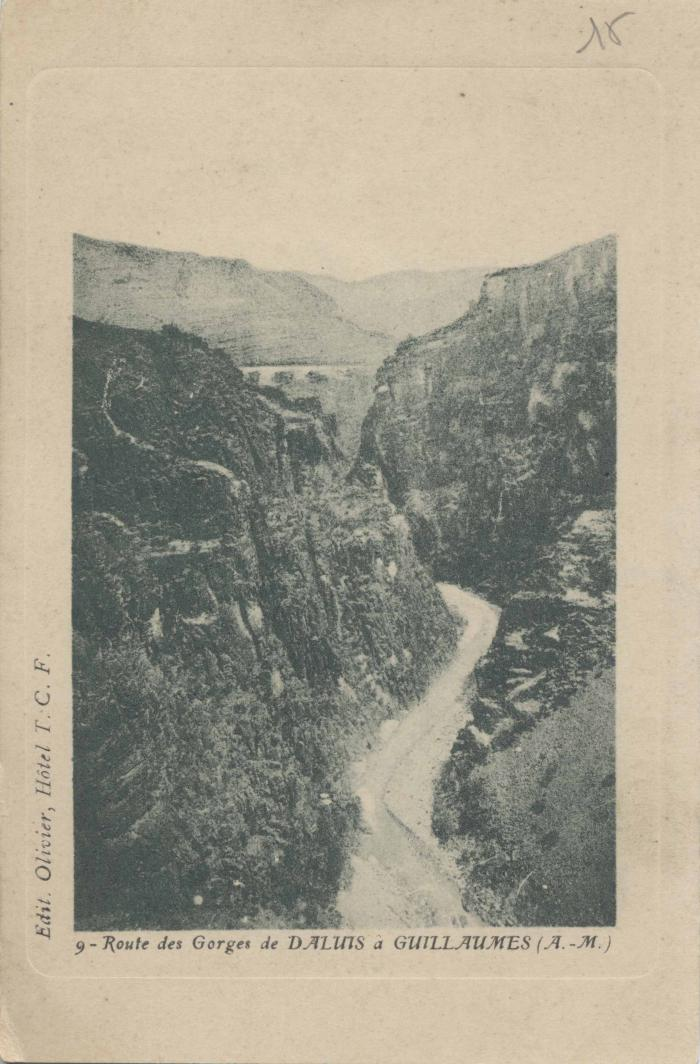 15
Edit. Olivier, Hôtel T. C. F.
9 - Route des Gorges de DALUIS à GUILLAUMES (A.-M.)